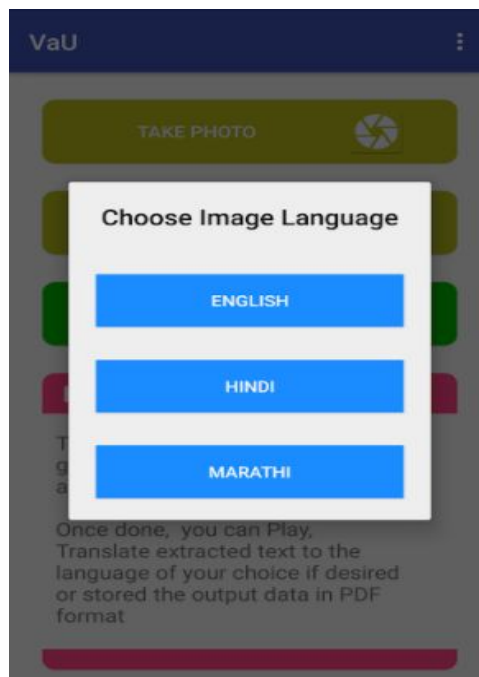 VaU
TAKE PHOTO
Choose Image Language
ENGLISH
HINDI
MARATHI
Once done, you can Play,
Translate extracted text to the
language of your choice if desired
or stored the output data in PDF
format